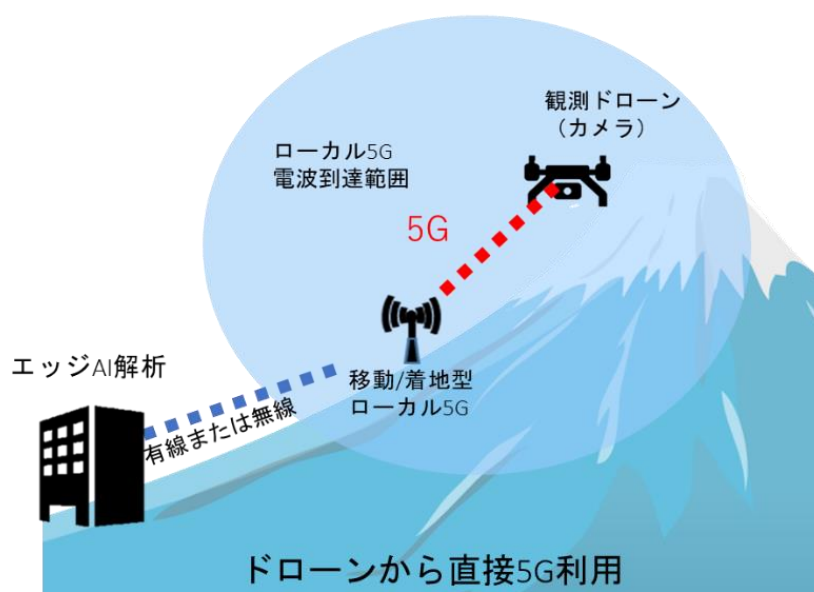 観測ドローン
（カメラ）
ローカル5G
電波到達範囲
5G
エッジAI解析
移動/着地型
ローカル5G
有線または無線
ドローンから直接5G利用